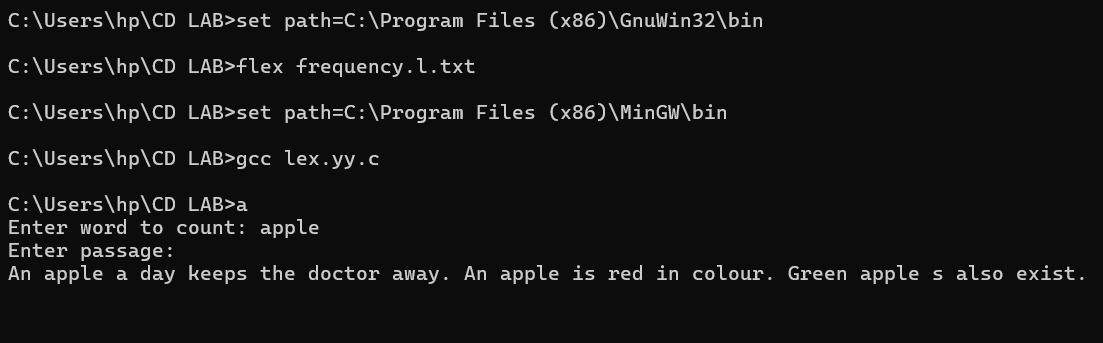 C:\Users\hp\CD LAB>set path=C:\Program Files (x86)\GnuWin32\bin
C:\Users\hp\CD LAB>flex frequency.l.txt
C:\Users\hp\CD LAB>set path=C:\Program Files (x86)\MinGW\bin
C:\Users\hp\CD LAB>gcc lex.yy.c
C:\Users\hp\CD LAB>a
Enter word to count: apple
Enter passage:
An apple a day keeps the doctor away. An apple is red in colour. Green apple s also exist.